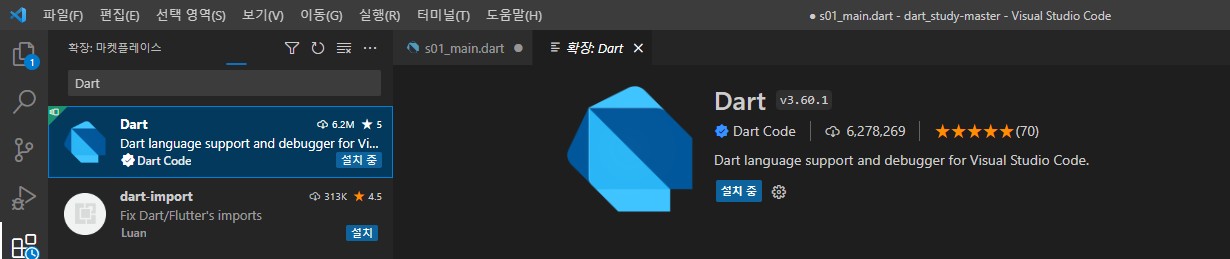 파일(F) 편집(E) 선택 영역(S) 보기(V) 이동(G) 실행(R) 터미널(T) 도움말(H) ● s01_main.dart - dart_study-master - Visual Studio Code
확장: 마켓플레이스
s01_main.dart
확장: Dart
1
Dart
Dart 6.2M ★ 5
Dart language support and debugger for Vi...
Dart Code 설치 중
dart-import 313K ★ 4.5
Fix Dart/Flutter's imports
Luan 설치
Dart v3.60.1
Dart Code 6,278,269 ★★★★★(70)
Dart language support and debugger for Visual Studio Code.
설치 중